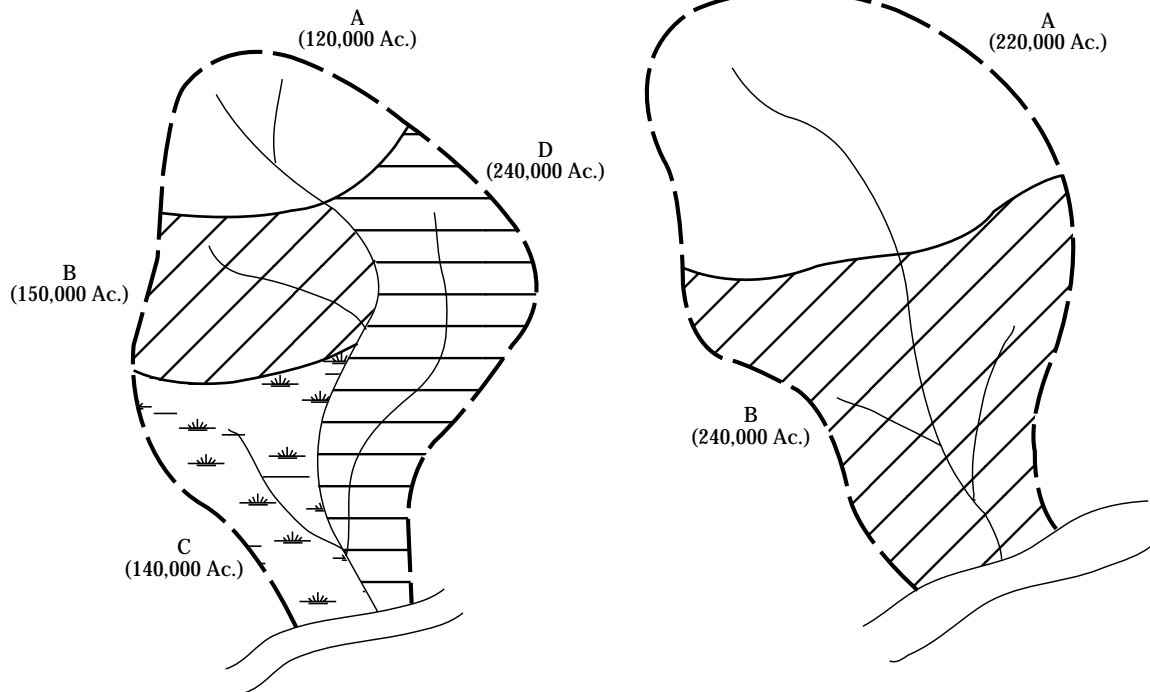 A
(120,000 Ac.)
D
(240,000 Ac.)
B
(150,000 Ac.)
C
(140,000 Ac.)
A
(220,000 Ac.)
B
(240,000 Ac.)